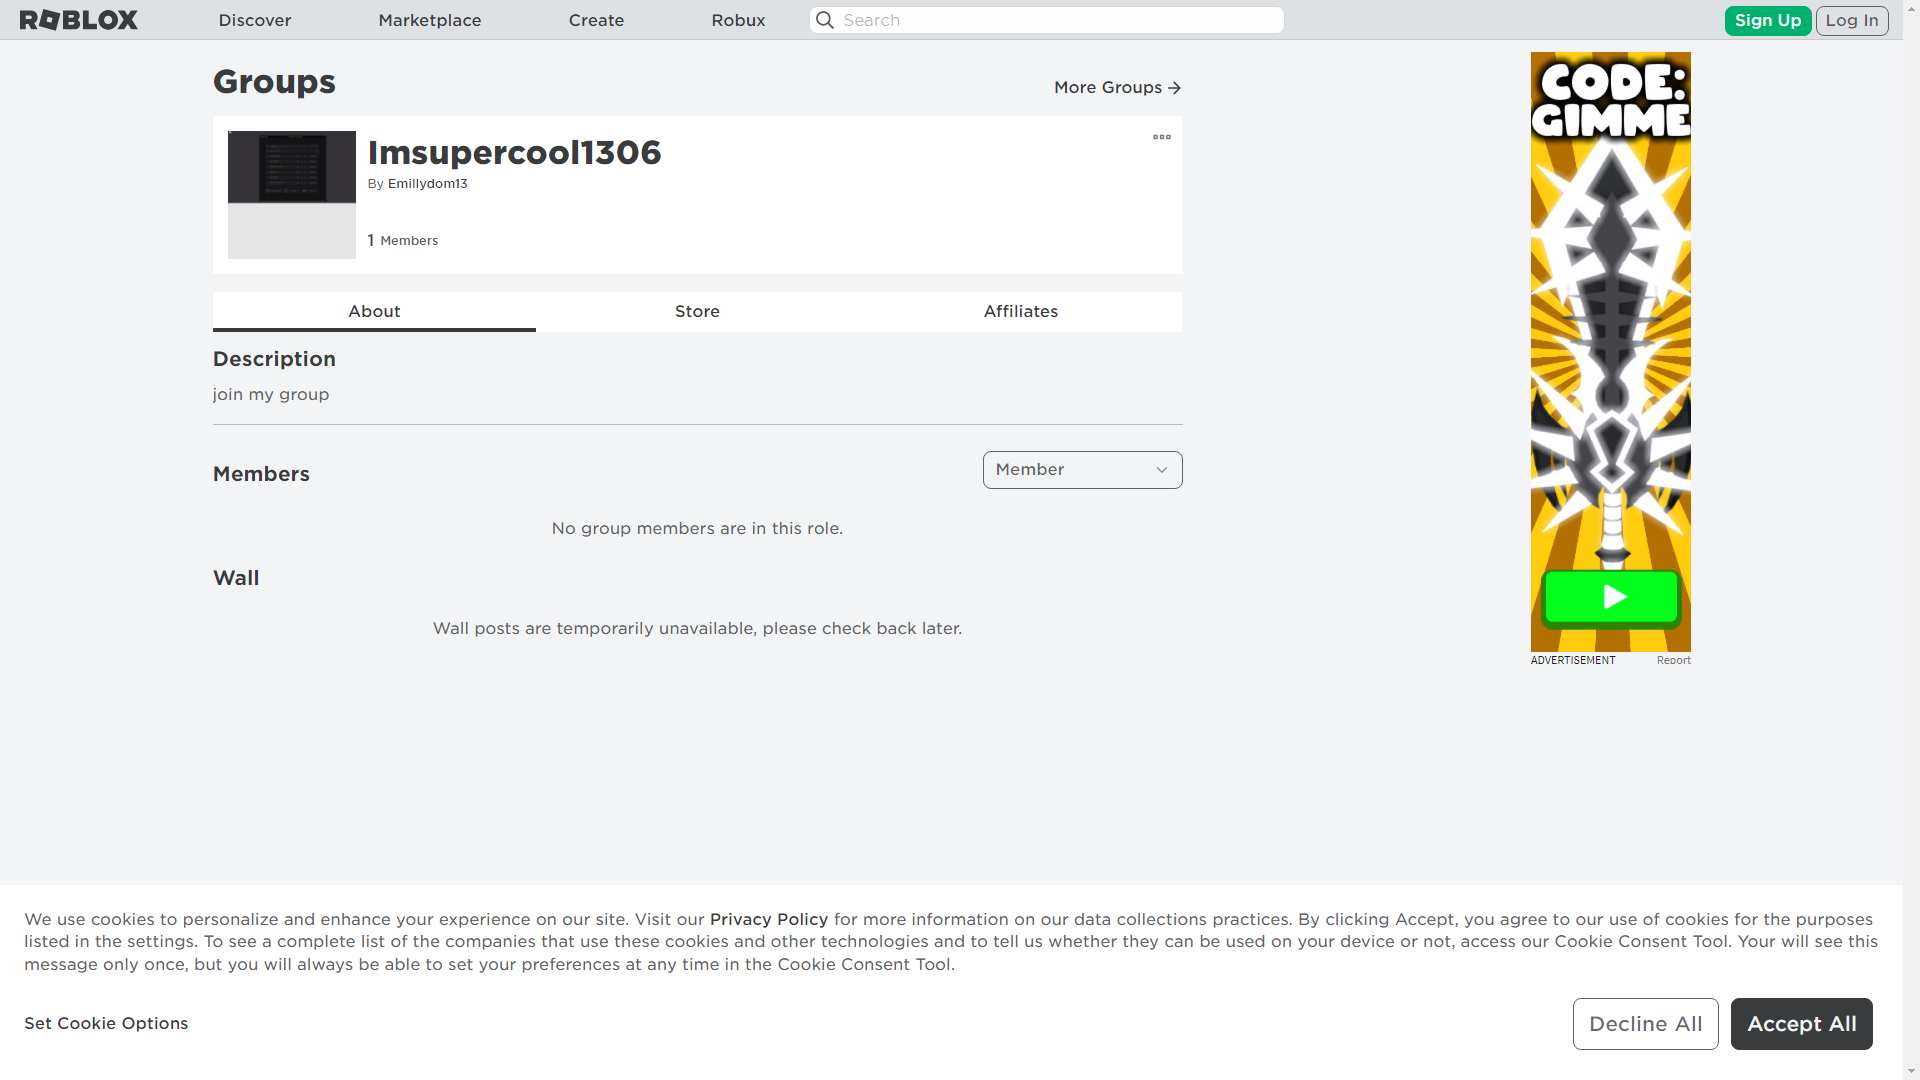 ROBLOX
Discover
Marketplace
Create
Robux
Search
Sign Up
Log In
Groups
More Groups
Imsupercool1306
By Emillydom13
1 Members
About
Store
Affiliates
Description
join my group
Members
Member
No group members are in this role.
Wall
Wall posts are temporarily unavailable, please check back later.
CODE:
GIMME
ADVERTISEMENT
Report
We use cookies to personalize and enhance your experience on our site. Visit our Privacy Policy for more information on our data collections practices. By clicking Accept, you agree to our use of cookies for the purposes
listed in the settings. To see a complete list of the companies that use these cookies and other technologies and to tell us whether they can be used on your device or not, access our Cookie Consent Tool. Your will see this
message only once, but you will always be able to set your preferences at any time in the Cookie Consent Tool.
Set Cookie Options
Decline All
Accept All